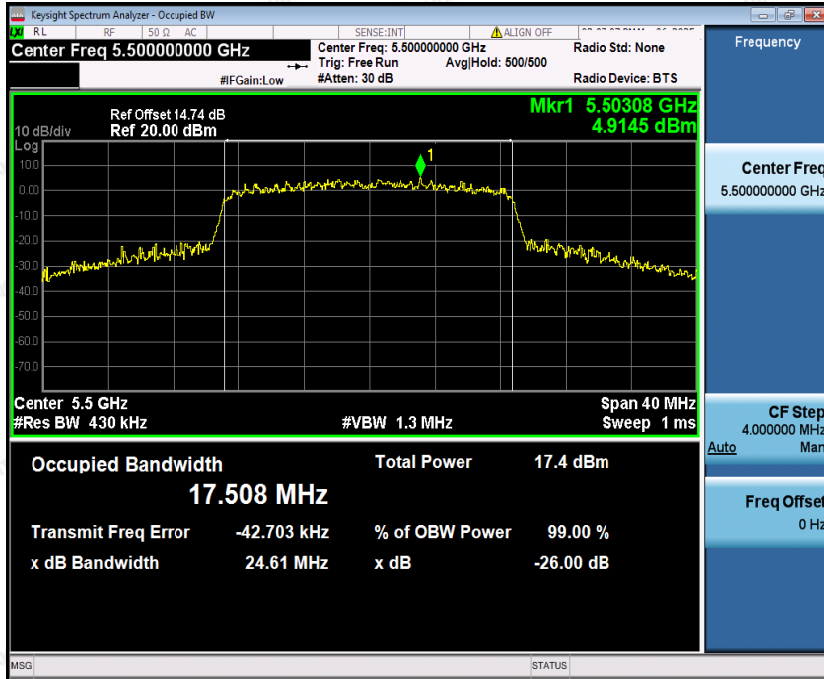 Keysight Spectrum Analyzer - Occupied BW
LXI RL RF 50 Ω AC SENSE:INT ALIGN OFF
Center Freq 5.500000000 GHz
Center Freq: 5.500000000 GHz
Radio Std: None
Trig: Free Run Avg|Hold: 500/500
#IFGain:Low
#Atten: 30 dB
Radio Device: BTS
Ref Offset 14.74 dB
10 dB/div Ref 20.00 dBm
Mkr1 5.50308 GHz
4.9145 dBm
Log
10.0
1
0.00
-10.0
-20.0
-30.0
-40.0
-50.0
-60.0
-70.0
Center 5.5 GHz
Span 40 MHz
#Res BW 430 kHz
#VBW 1.3 MHz
Sweep 1 ms
Occupied Bandwidth
17.508 MHz
Total Power 17.4 dBm
Transmit Freq Error -42.703 kHz
% of OBW Power 99.00 %
x dB Bandwidth 24.61 MHz
x dB -26.00 dB
Frequency
Center Freq
5.500000000 GHz
CF Step
4.000000 MHz
Auto Man
Freq Offset
0 Hz
MSG
STATUS